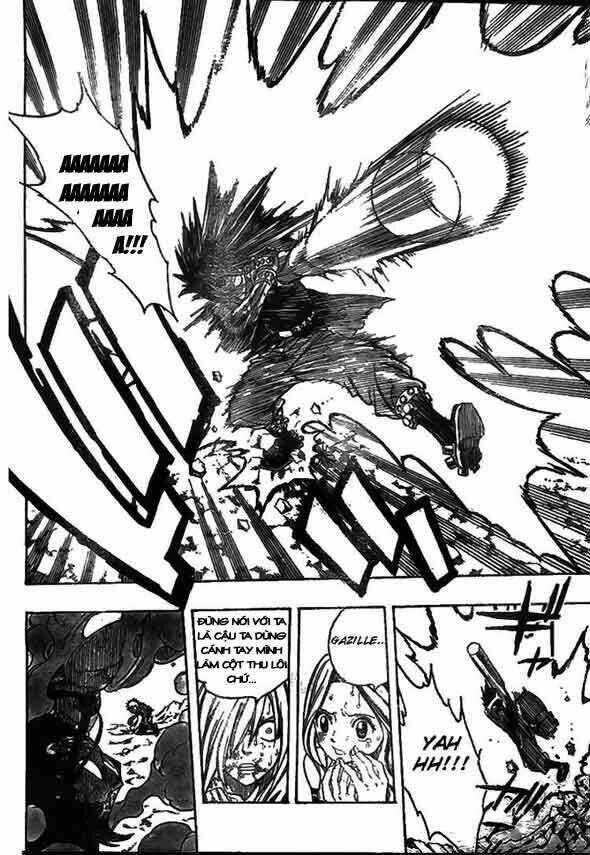 AAAAAAA
AAAAAAA
AAAA
A!!!
GAZILLE...
YAH
HH!!!
ĐỪNG NÓI VỚI TA
LÀ CẬU TA DÙNG
CÁNH TAY MÌNH
LÀM CỘT THU LÔI
CHỨ...